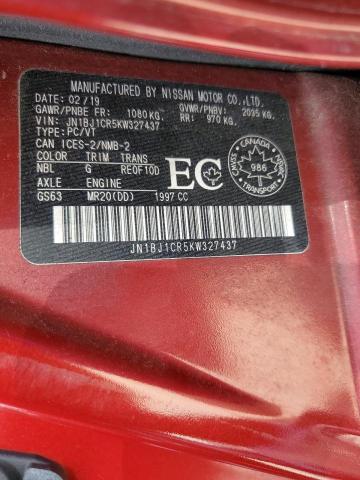 MANUFACTURED BY NISSAN MOTOR CO.,LTD.
DATE: 02/19 GVWR/PNBV: 2095 KG.
GAWR/PNBE FR: 1080 KG. RR: 970 KG.
VIN: JN1BJ1CR5KW327437
TYPE: PC/VT
CAN ICES-2/NMB-2
COLOR TRIM TRANS
NBL G RE0F10D
AXLE ENGINE
GS63 MR20(DD) 1997 CC
EC
CANADA
986
CMVSS
NSVAC
JN1BJ1CR5KW327437